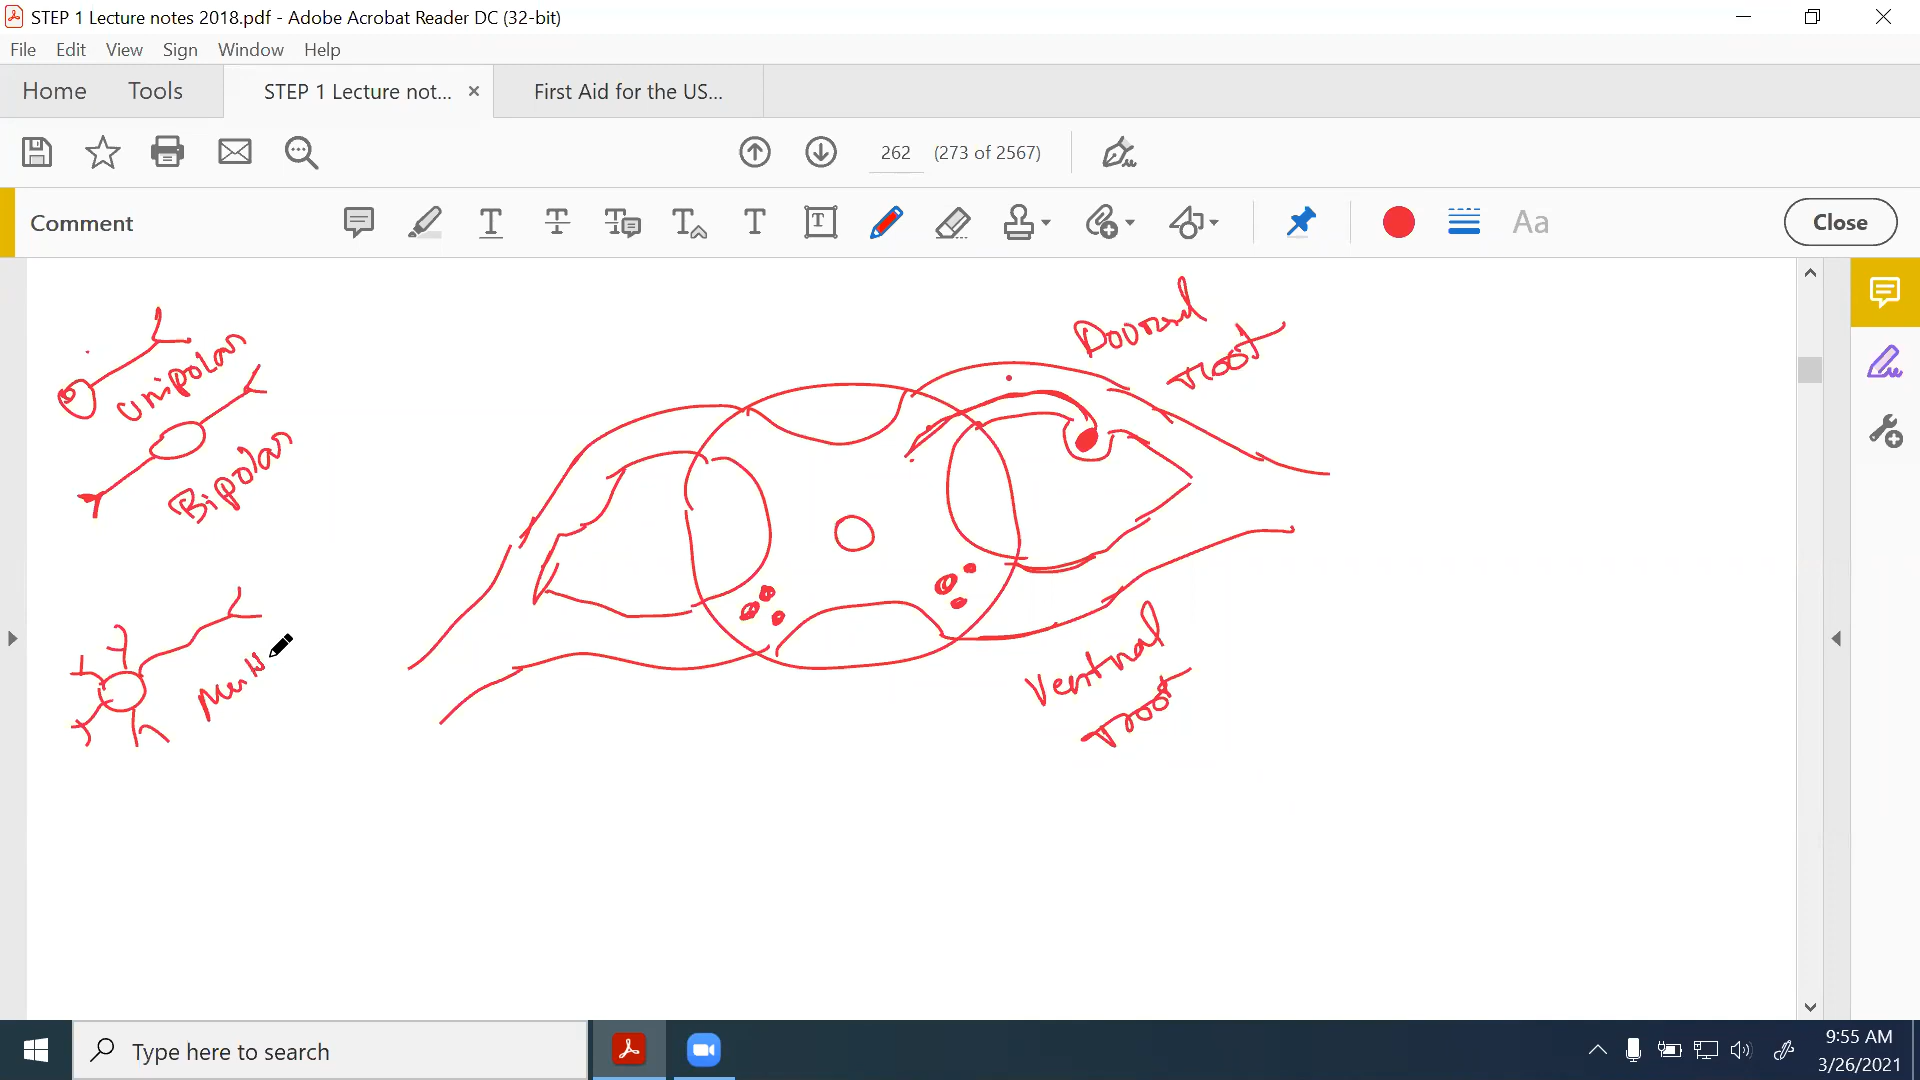 STEP 1 Lecture notes 2018.pdf - Adobe Acrobat Reader DC (32-bit)
File Edit View Sign Window Help
Home Tools STEP 1 Lecture not... × First Aid for the US...
262 (273 of 2567)
Comment Aa Close
Unipolar
Bipolar
Dorsal
root
Ventral
root
Type here to search
9:55 AM
3/26/2021